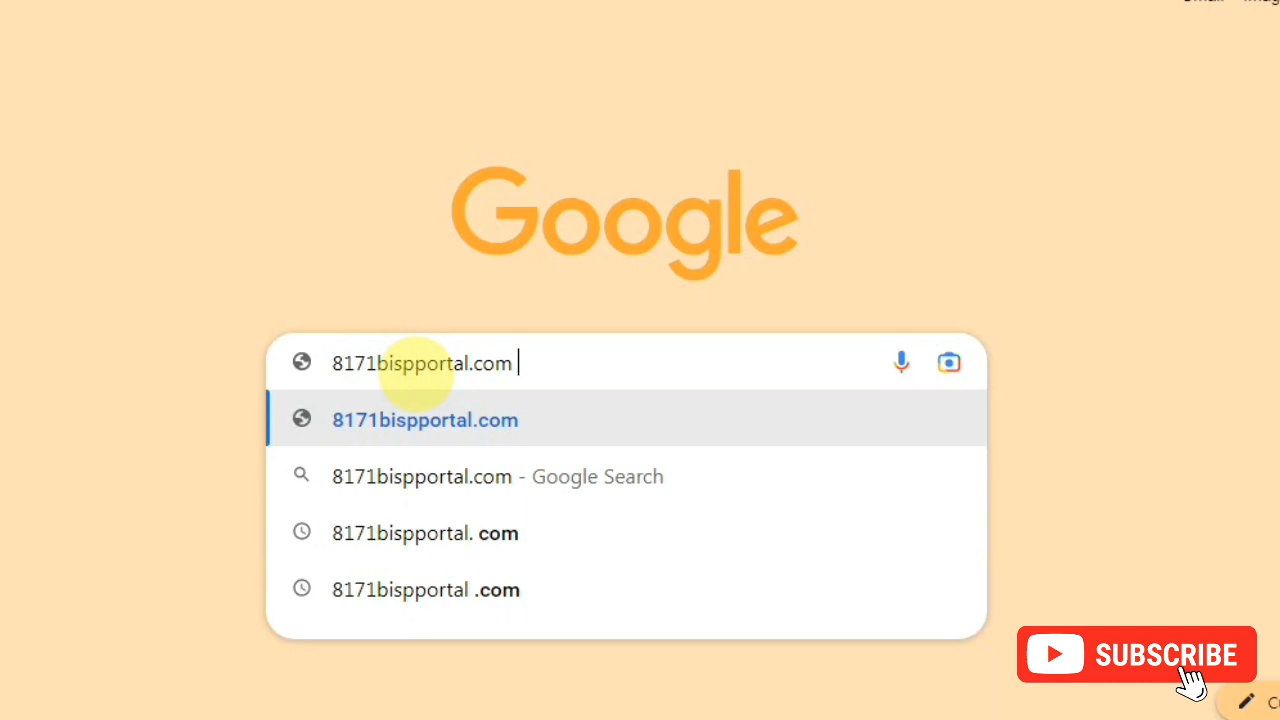 Google
8171bispportal.com
8171bispportal.com
8171bispportal.com - Google Search
8171bispportal. com
8171bispportal .com
SUBSCRIBE